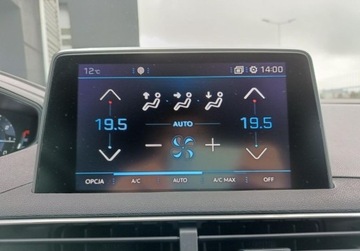 12°C 14:00
19.5 AUTO 19.5
OPCJA A/C AUTO A/C MAX OFF